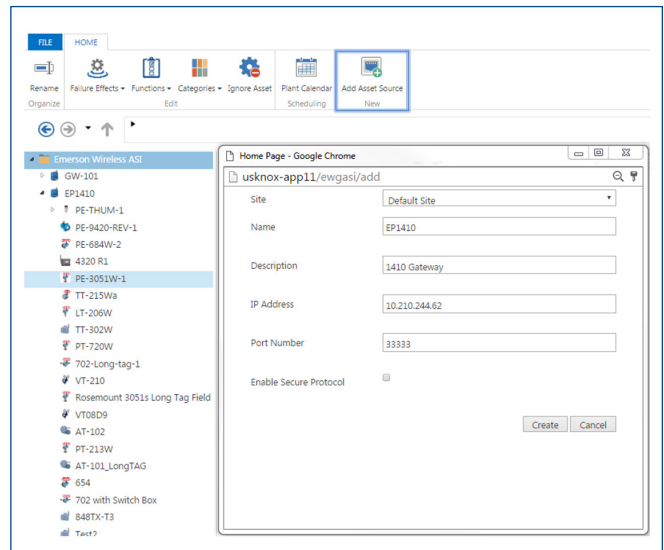 FILE HOME
Rename Failure Effects Functions Categories Ignore Asset Plant Calendar Add Asset Source
Organize Edit Scheduling New
Emerson Wireless ASI
GW-101
EP1410
PE-THUM-1
PE-9420-REV-1
PE-684W-2
4320 R1
PE-3051W-1
TT-215Wa
LT-206W
TT-302W
PT-720W
702-Long-tag-1
VT-210
Rosemount 3051s Long Tag Field
VT08D9
AT-102
PT-213W
AT-101_LongTAG
654
702 with Switch Box
848TX-T3
Test2
Home Page - Google Chrome
usknox-app11/ewgasi/add
Site Default Site
Name EP1410
Description 1410 Gateway
IP Address 10.210.244.62
Port Number 33333
Enable Secure Protocol
Create Cancel